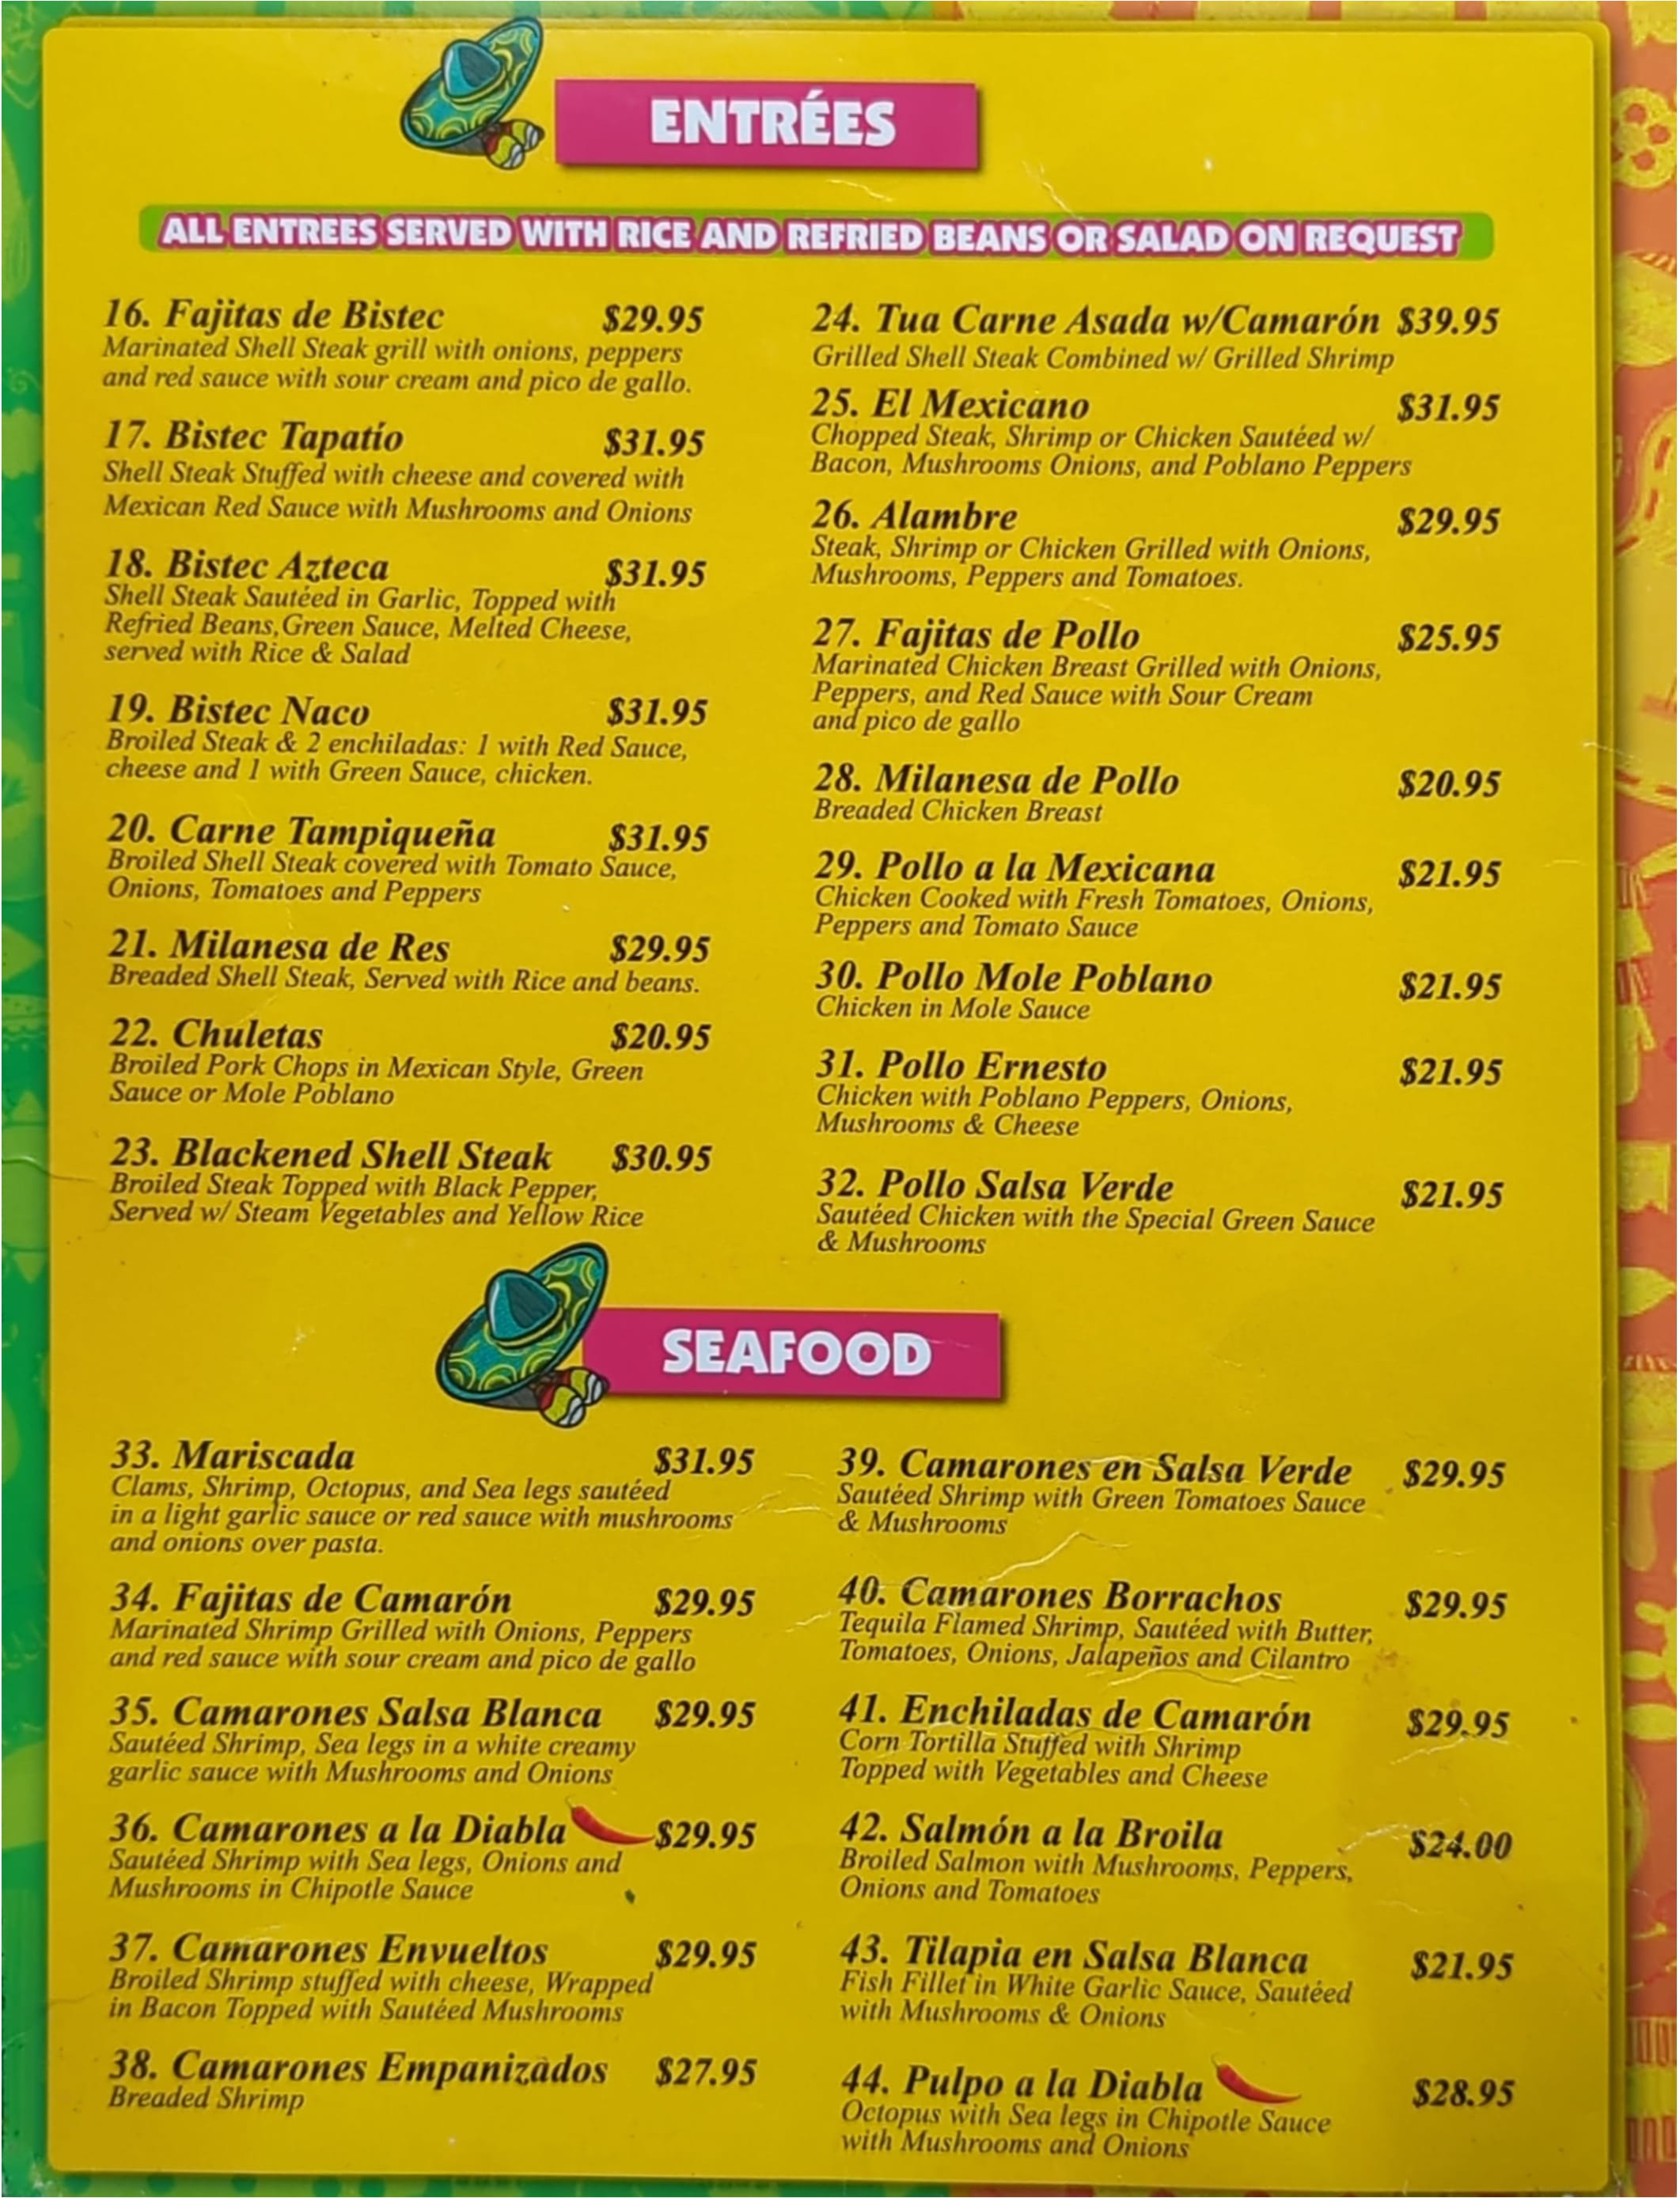 ENTRÉES
ALL ENTREES SERVED WITH RICE AND REFRIED BEANS OR SALAD ON REQUEST
16. Fajitas de Bistec $29.95
Marinated Shell Steak grill with onions, peppers
and red sauce with sour cream and pico de gallo.
17. Bistec Tapatío $31.95
Shell Steak Stuffed with cheese and covered with
Mexican Red Sauce with Mushrooms and Onions
18. Bistec Azteca $31.95
Shell Steak Sautéed in Garlic, Topped with
Refried Beans, Green Sauce, Melted Cheese,
served with Rice & Salad
19. Bistec Naco $31.95
Broiled Steak & 2 enchiladas: 1 with Red Sauce,
cheese and 1 with Green Sauce, chicken.
20. Carne Tampiqueña $31.95
Broiled Shell Steak covered with Tomato Sauce,
Onions, Tomatoes and Peppers
21. Milanesa de Res $29.95
Breaded Shell Steak, Served with Rice and beans.
22. Chuletas $20.95
Broiled Pork Chops in Mexican Style, Green
Sauce or Mole Poblano
23. Blackened Shell Steak $30.95
Broiled Steak Topped with Black Pepper,
Served w/ Steam Vegetables and Yellow Rice
24. Tua Carne Asada w/Camarón $39.95
Grilled Shell Steak Combined w/ Grilled Shrimp
25. El Mexicano $31.95
Chopped Steak, Shrimp or Chicken Sautéed w/
Bacon, Mushrooms Onions, and Poblano Peppers
26. Alambre $29.95
Steak, Shrimp or Chicken Grilled with Onions,
Mushrooms, Peppers and Tomatoes.
27. Fajitas de Pollo $25.95
Marinated Chicken Breast Grilled with Onions,
Peppers, and Red Sauce with Sour Cream
and pico de gallo
28. Milanesa de Pollo $20.95
Breaded Chicken Breast
29. Pollo a la Mexicana $21.95
Chicken Cooked with Fresh Tomatoes, Onions,
Peppers and Tomato Sauce
30. Pollo Mole Poblano $21.95
Chicken in Mole Sauce
31. Pollo Ernesto $21.95
Chicken with Poblano Peppers, Onions,
Mushrooms & Cheese
32. Pollo Salsa Verde $21.95
Sautéed Chicken with the Special Green Sauce
& Mushrooms
SEAFOOD
33. Mariscada $31.95
Clams, Shrimp, Octopus, and Sea legs sautéed
in a light garlic sauce or red sauce with mushrooms
and onions over pasta.
34. Fajitas de Camarón $29.95
Marinated Shrimp Grilled with Onions, Peppers
and red sauce with sour cream and pico de gallo
35. Camarones Salsa Blanca $29.95
Sautéed Shrimp, Sea legs in a white creamy
garlic sauce with Mushrooms and Onions
36. Camarones a la Diabla $29.95
Sautéed Shrimp with Sea legs, Onions and
Mushrooms in Chipotle Sauce
37. Camarones Envueltos $29.95
Broiled Shrimp stuffed with cheese, Wrapped
in Bacon Topped with Sautéed Mushrooms
38. Camarones Empanizados $27.95
Breaded Shrimp
39. Camarones en Salsa Verde $29.95
Sautéed Shrimp with Green Tomatoes Sauce
& Mushrooms
40. Camarones Borrachos $29.95
Tequila Flamed Shrimp, Sautéed with Butter,
Tomatoes, Onions, Jalapeños and Cilantro
41. Enchiladas de Camarón $29.95
Corn Tortilla Stuffed with Shrimp
Topped with Vegetables and Cheese
42. Salmón a la Broila $24.00
Broiled Salmon with Mushrooms, Peppers,
Onions and Tomatoes
43. Tilapia en Salsa Blanca $21.95
Fish Fillet in White Garlic Sauce, Sautéed
with Mushrooms & Onions
44. Pulpo a la Diabla $28.95
Octopus with Sea legs in Chipotle Sauce
with Mushrooms and Onions